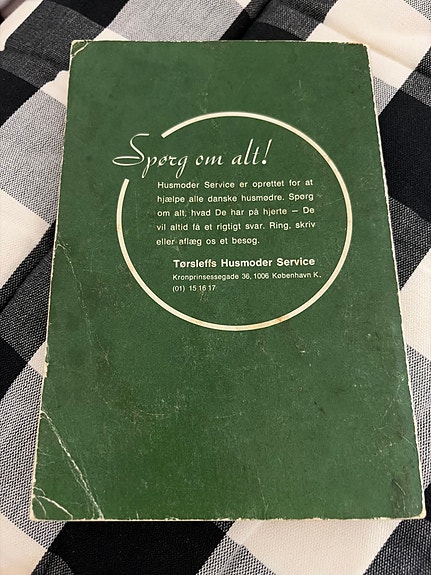 Spørg om alt!
Husmoder Service er oprettet for at
hjælpe alle danske husmødre. Spørg
om alt, hvad De har på hjerte — De
vil altid få et rigtigt svar. Ring, skriv
eller aflæg os et besøg.
Tørsleffs Husmoder Service
Kronprinsessegade 36, 1006 København K.
(01) 15 16 17